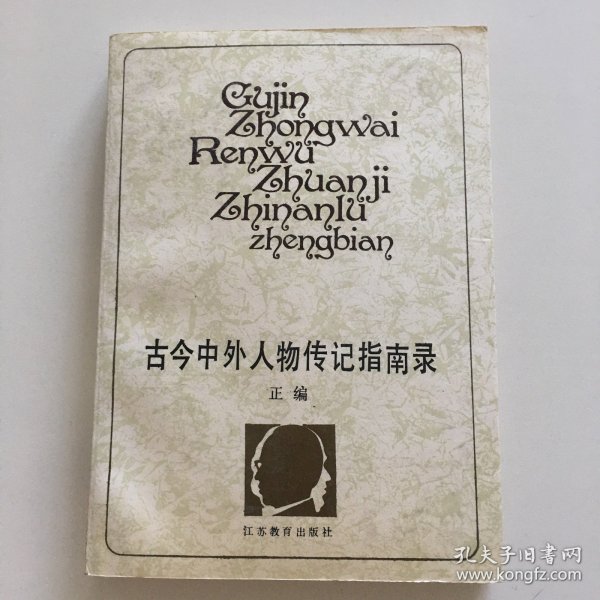 Gujin
Zhongwai
Renwu
Zhuanji
Zhinanlu
zhengbian
古今中外人物传记指南录
正编
江苏教育出版社
孔夫子旧书网
www.kongfz.com